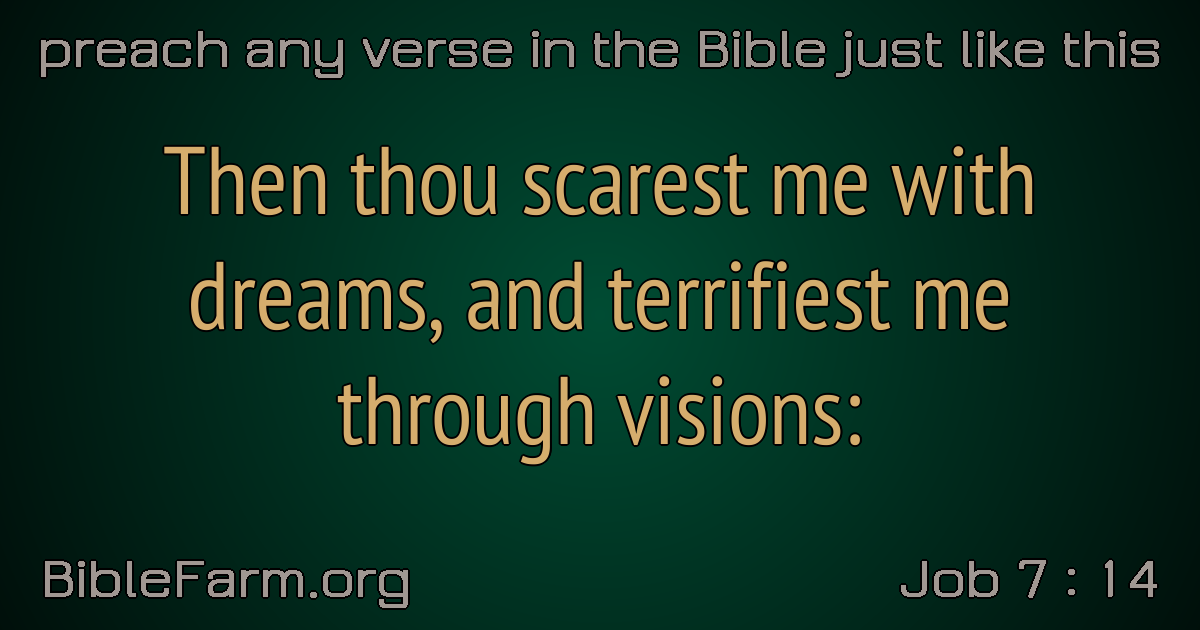 preach any verse in the Bible just like this
Then thou scarest me with
dreams, and terrifiest me
through visions:
BibleFarm.org
Job 7 : 14